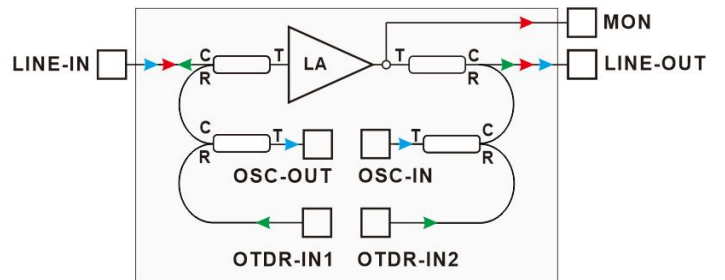 MON
C T LA T C
LINE-IN LINE-OUT
R R
C T T C
R R
OSC-OUT OSC-IN
OTDR-IN1 OTDR-IN2